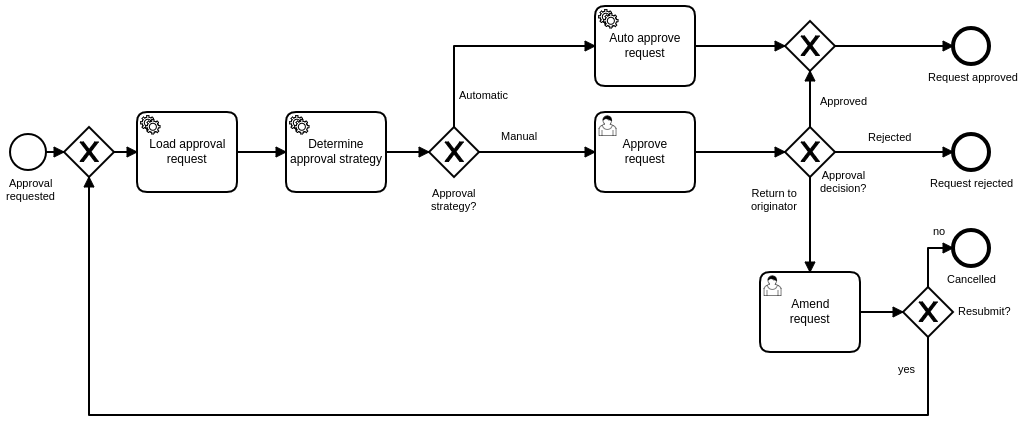 Auto approve
request
Request approved
Automatic
Approved
Approval
requested
Load approval
request
Determine
approval strategy
Approval
strategy?
Manual
Approve
request
Rejected
Approval
decision?
Request rejected
Return to
originator
no
Cancelled
Amend
request
Resubmit?
yes